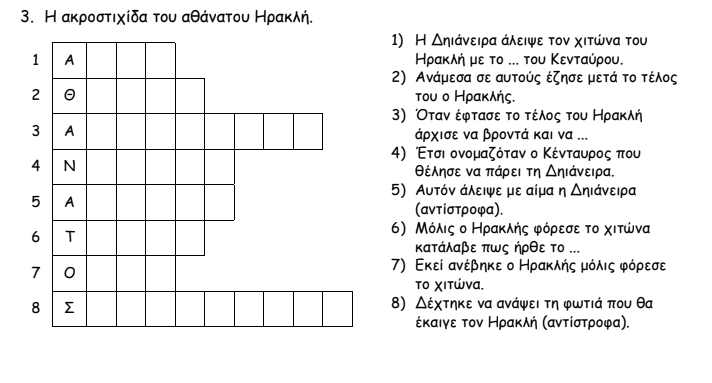 3. Η ακροστιχίδα του αθάνατου Ηρακλή.
1 Α
2 Θ
3 Α
4 Ν
5 Α
6 Τ
7 Ο
8 Σ
1) Η Δηιάνειρα άλειψε τον χιτώνα του
Ηρακλή με το ... του Κενταύρου.
2) Ανάμεσα σε αυτούς έζησε μετά το τέλος
του ο Ηρακλής.
3) Όταν έφτασε το τέλος του Ηρακλή
άρχισε να βροντά και να ...
4) Έτσι ονομαζόταν ο Κένταυρος που
θέλησε να πάρει τη Δηιάνειρα.
5) Αυτόν άλειψε με αίμα η Δηιάνειρα
(αντίστροφα).
6) Μόλις ο Ηρακλής φόρεσε το χιτώνα
κατάλαβε πως ήρθε το ...
7) Εκεί ανέβηκε ο Ηρακλής μόλις φόρεσε
το χιτώνα.
8) Δέχτηκε να ανάψει τη φωτιά που θα
έκαιγε τον Ηρακλή (αντίστροφα).